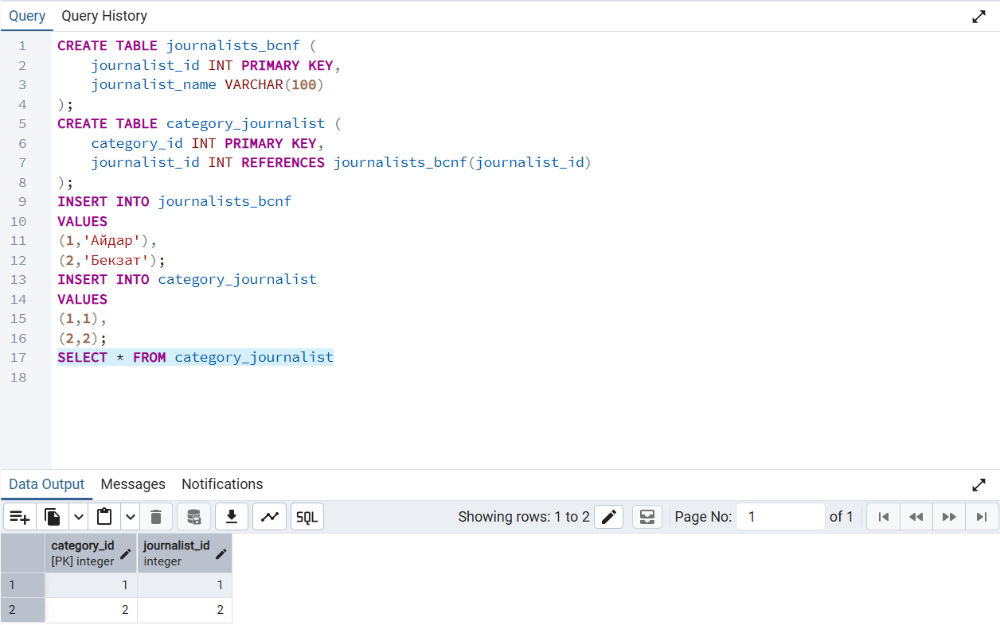 Query Query History
1 CREATE TABLE journalists_bcnf (
2 journalist_id INT PRIMARY KEY,
3 journalist_name VARCHAR(100)
4 );
5 CREATE TABLE category_journalist (
6 category_id INT PRIMARY KEY,
7 journalist_id INT REFERENCES journalists_bcnf(journalist_id)
8 );
9 INSERT INTO journalists_bcnf
10 VALUES
11 (1,'Айдар'),
12 (2,'Бекзат');
13 INSERT INTO category_journalist
14 VALUES
15 (1,1),
16 (2,2);
17 SELECT * FROM category_journalist
18
Data Output Messages Notifications
SQL Showing rows: 1 to 2 Page No: 1 of 1
category_id journalist_id
[PK] integer integer
1 1 1
2 2 2